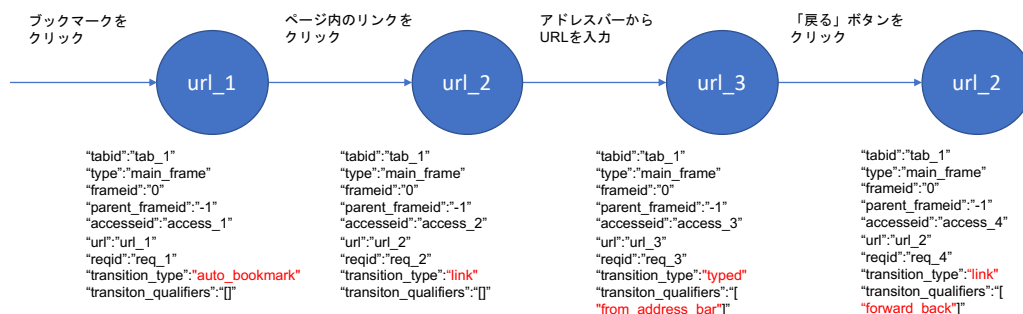 ブックマークを
クリック
ページ内のリンクを
クリック
アドレスバーから
URLを入力
「戻る」ボタンを
クリック
url_1
url_2
url_3
url_2
“tabid”:”tab_1”
“type”:”main_frame”
“frameid”:”0”
“parent_frameid”:”-1”
“accesseid”:”access_1”
“url”:”url_1”
“reqid”:”req_1”
“transition_type”:”auto_bookmark”
“transiton_qualifiers”:“[]”
“tabid”:”tab_1”
“type”:”main_frame”
“frameid”:”0”
“parent_frameid”:”-1”
“accesseid”:”access_2”
“url”:”url_2”
“reqid”:”req_2”
“transition_type”:“link”
“transiton_qualifiers”:“[]”
“tabid”:”tab_1”
“type”:”main_frame”
“frameid”:”0”
“parent_frameid”:”-1”
“accesseid”:”access_3”
“url”:”url_3”
“reqid”:”req_3”
“transition_type”:”typed”
“transiton_qualifiers”:“[
"from_address_bar"]”
“tabid”:”tab_1”
“type”:”main_frame”
“frameid”:”0”
“parent_frameid”:”-1”
“accesseid”:”access_4”
“url”:”url_2”
“reqid”:”req_4”
“transition_type”:“link”
“transiton_qualifiers”:“[
“forward_back"]”